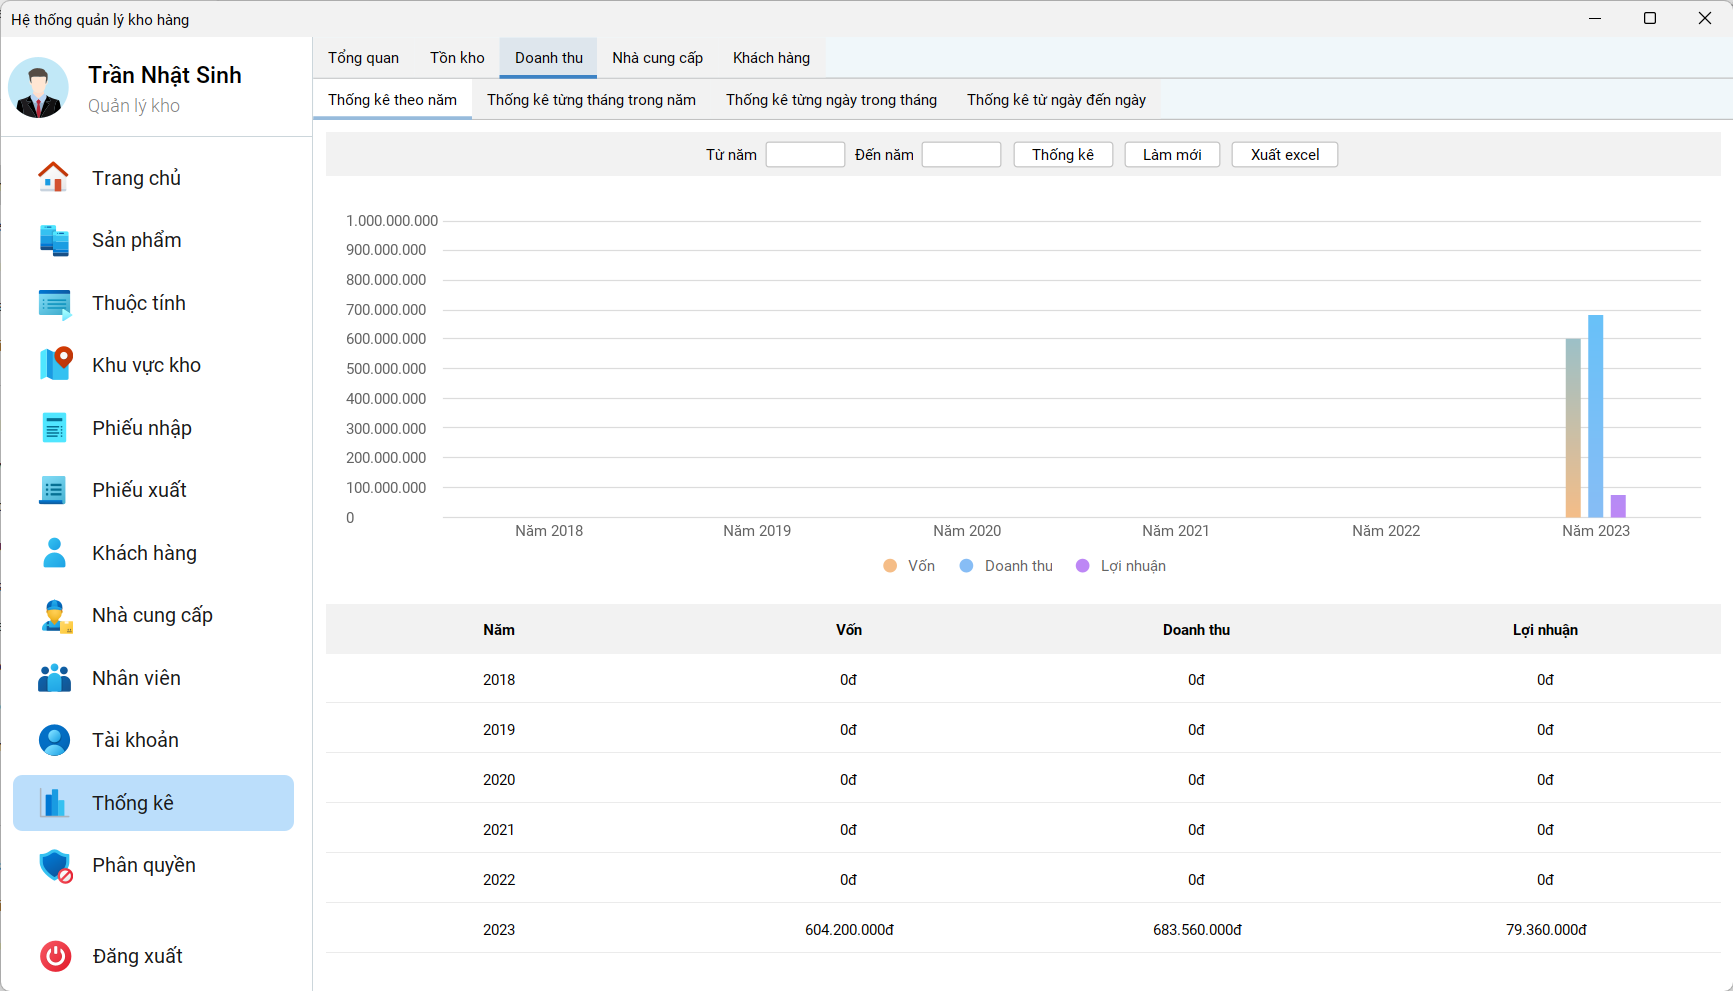 Hệ thống quản lý kho hàng
Trần Nhật Sinh
Quản lý kho
Trang chủ
Sản phẩm
Thuộc tính
Khu vực kho
Phiếu nhập
Phiếu xuất
Khách hàng
Nhà cung cấp
Nhân viên
Tài khoản
Thống kê
Phân quyền
Đăng xuất
Tổng quan Tồn kho Doanh thu Nhà cung cấp Khách hàng
Thống kê theo năm Thống kê từng tháng trong năm Thống kê từng ngày trong tháng Thống kê từ ngày đến ngày
Từ năm Đến năm Thống kê Làm mới Xuất excel
1.000.000.000
900.000.000
800.000.000
700.000.000
600.000.000
500.000.000
400.000.000
300.000.000
200.000.000
100.000.000
0
Năm 2018 Năm 2019 Năm 2020 Năm 2021 Năm 2022 Năm 2023
Vốn Doanh thu Lợi nhuận
Năm Vốn Doanh thu Lợi nhuận
2018 0đ 0đ 0đ
2019 0đ 0đ 0đ
2020 0đ 0đ 0đ
2021 0đ 0đ 0đ
2022 0đ 0đ 0đ
2023 604.200.000đ 683.560.000đ 79.360.000đ